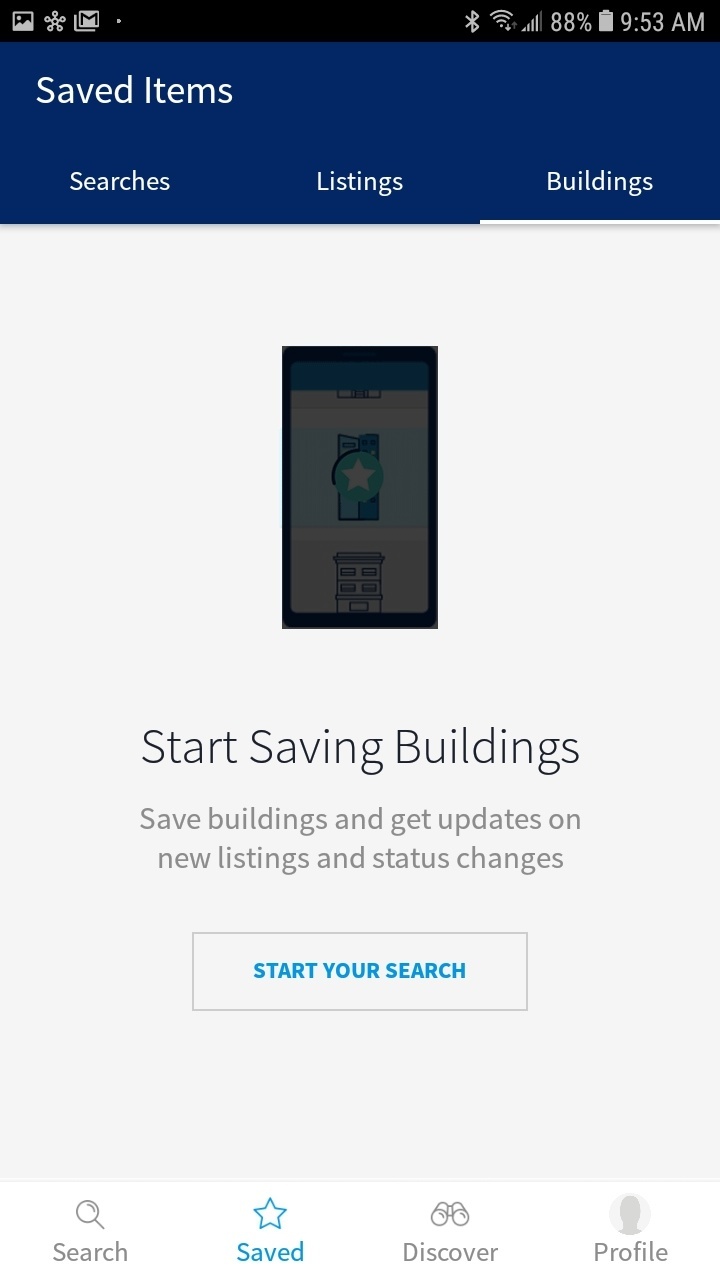 88% 9:53 AM
Saved Items
Searches Listings Buildings
Start Saving Buildings
Save buildings and get updates on
new listings and status changes
START YOUR SEARCH
Search Saved Discover Profile